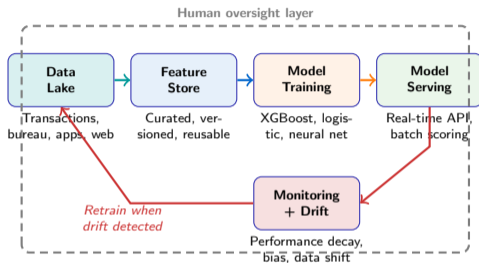 Human oversight layer
Data
Lake
Feature
Store
Model
Training
Model
Serving
Transactions,
bureau, apps, web
Curated, ver-
sioned, reusable
XGBoost, logis-
tic, neural net
Real-time API,
batch scoring
Monitoring
+ Drift
Retrain when
drift detected
Performance decay,
bias, data shift